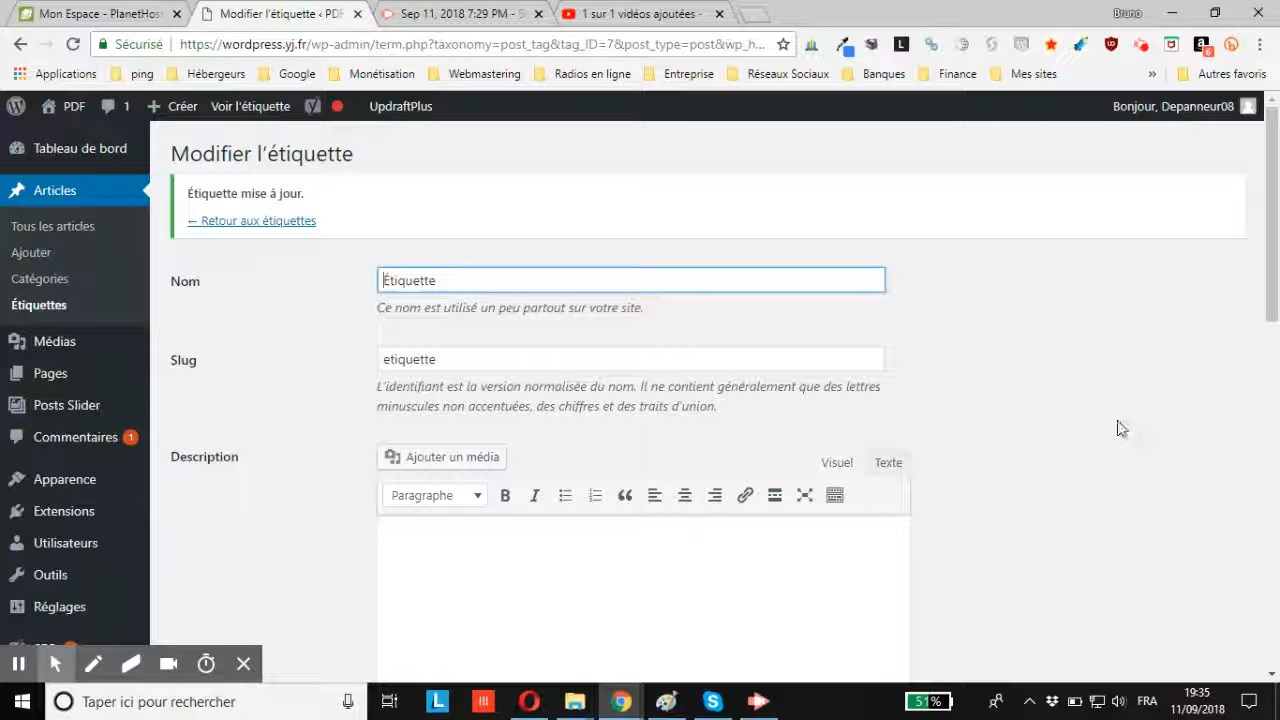 Mon Espace - PlanetHos
Modifier l'étiquette ‹ PDF
Sep 11, 2018 7:29 PM - S
1 sur 1 vidéos ajoutées -
Bruno
Sécurisé
https://wordpress.yj.fr/wp-admin/term.php?taxonomy=post_tag&tag_ID=7&post_type=post&wp_h...
6
Applications
ping
Hébergeurs
Google
Monétisation
Webmastering
Radios en ligne
Entreprise
Réseaux Sociaux
Banques
Finance
Mes sites
»
Autres favoris
PDF
1
Créer
Voir l'étiquette
UpdraftPlus
Bonjour, Depanneur08
Tableau de bord
Articles
Tous les articles
Ajouter
Catégories
Étiquettes
Médias
Pages
Posts Slider
Commentaires 1
Apparence
Extensions
Utilisateurs
Outils
Réglages
Modifier l'étiquette
Étiquette mise à jour.
← Retour aux étiquettes
Nom
Étiquette
Ce nom est utilisé un peu partout sur votre site.
Slug
etiquette
L'identifiant est la version normalisée du nom. Il ne contient généralement que des lettres
minuscules non accentuées, des chiffres et des traits d'union.
Description
Ajouter un média
Visuel
Texte
Paragraphe
B
I
Taper ici pour rechercher
51%
FRA
19:35
11/09/2018